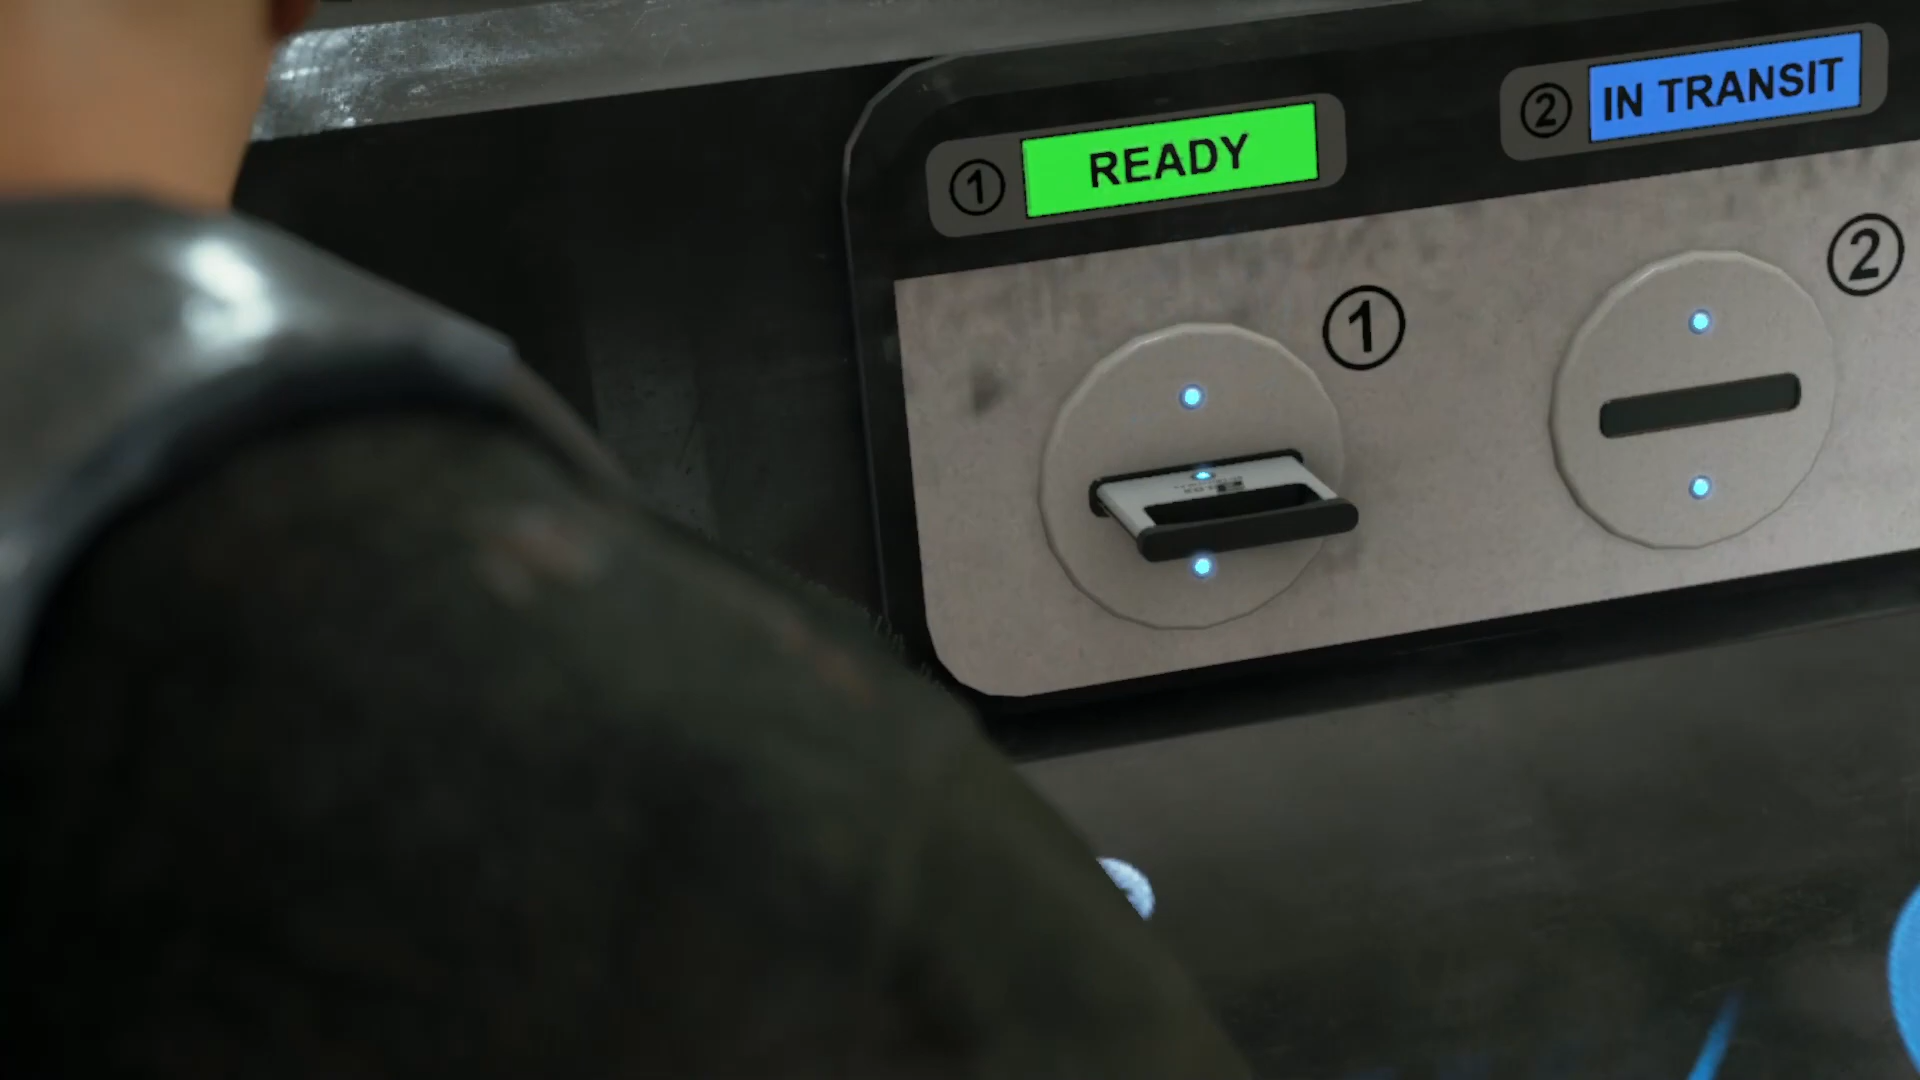 ① READY
② IN TRANSIT
①
②